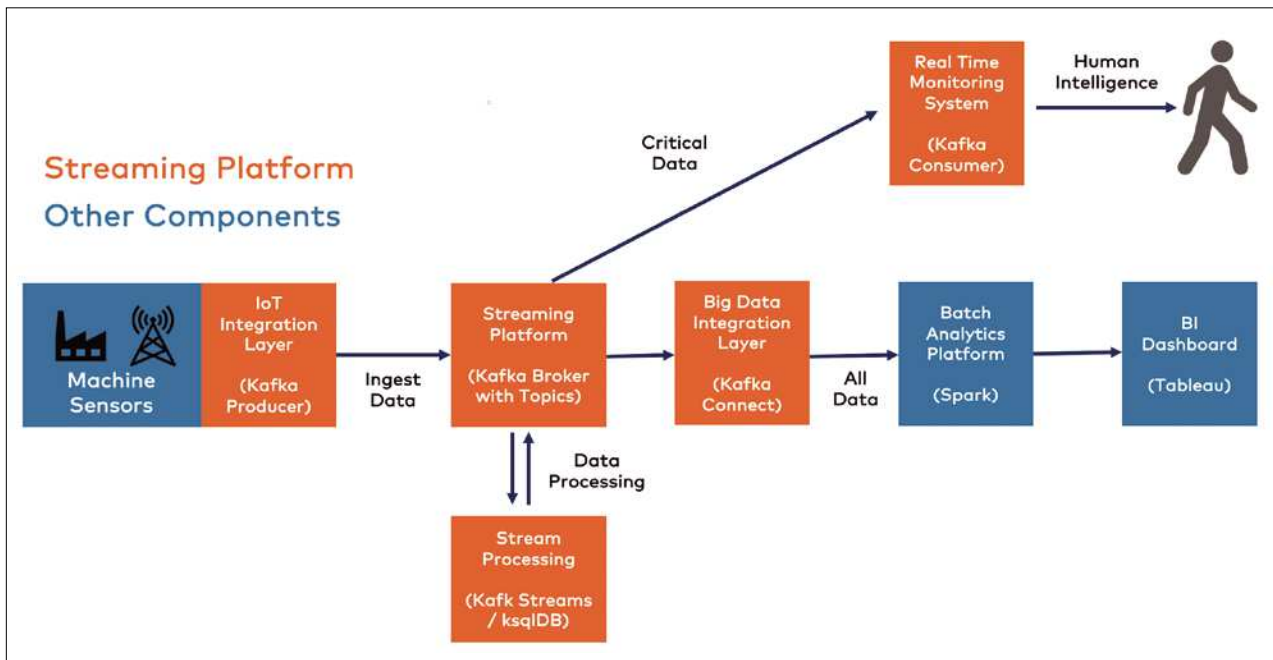 Streaming Platform
Other Components
Real Time
Monitoring
System
(Kafka
Consumer)
Human
Intelligence
Critical
Data
Machine
Sensors
IoT
Integration
Layer
(Kafka
Producer)
Ingest
Data
Streaming
Platform
(Kafka Broker
with Topics)
Big Data
Integration
Layer
(Kafka
Connect)
All
Data
Batch
Analytics
Platform
(Spark)
BI
Dashboard
(Tableau)
Data
Processing
Stream
Processing
(Kafk Streams
/ ksqlDB)